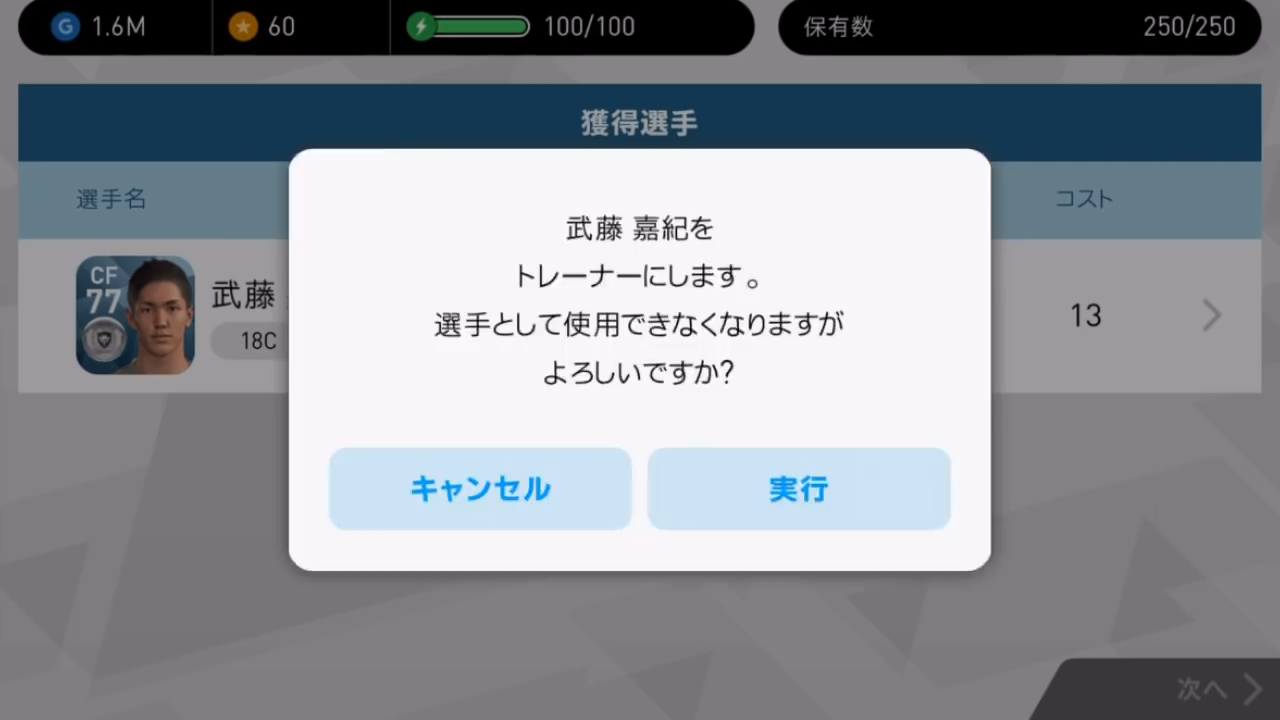 1.6M
60
100/100
保有数
250/250
獲得選手
選手名
コスト
CF
77
武藤
18C
13
武藤 嘉紀を
トレーナーにします。
選手として使用できなくなりますが
よろしいですか?
キャンセル
実行
次へ